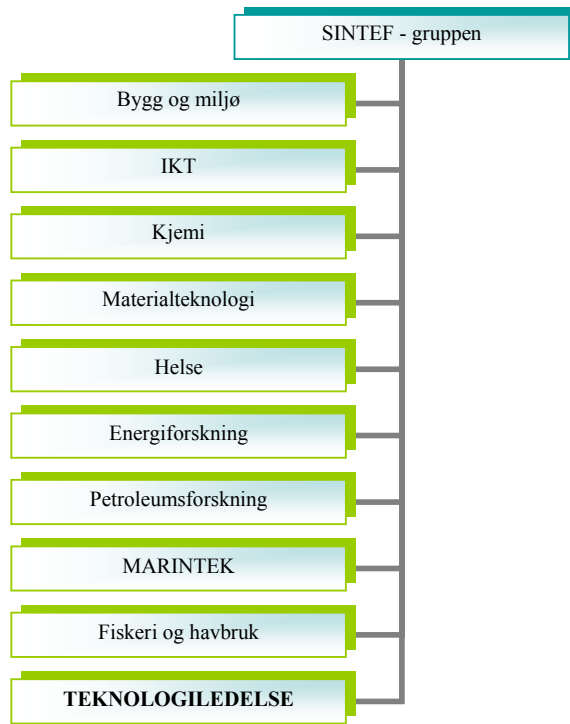 SINTEF - gruppen
Bygg og miljø
IKT
Kjemi
Materialteknologi
Helse
Energiforskning
Petroleumsforskning
MARINTEK
Fiskeri og havbruk
TEKNOLOGILEDELSE